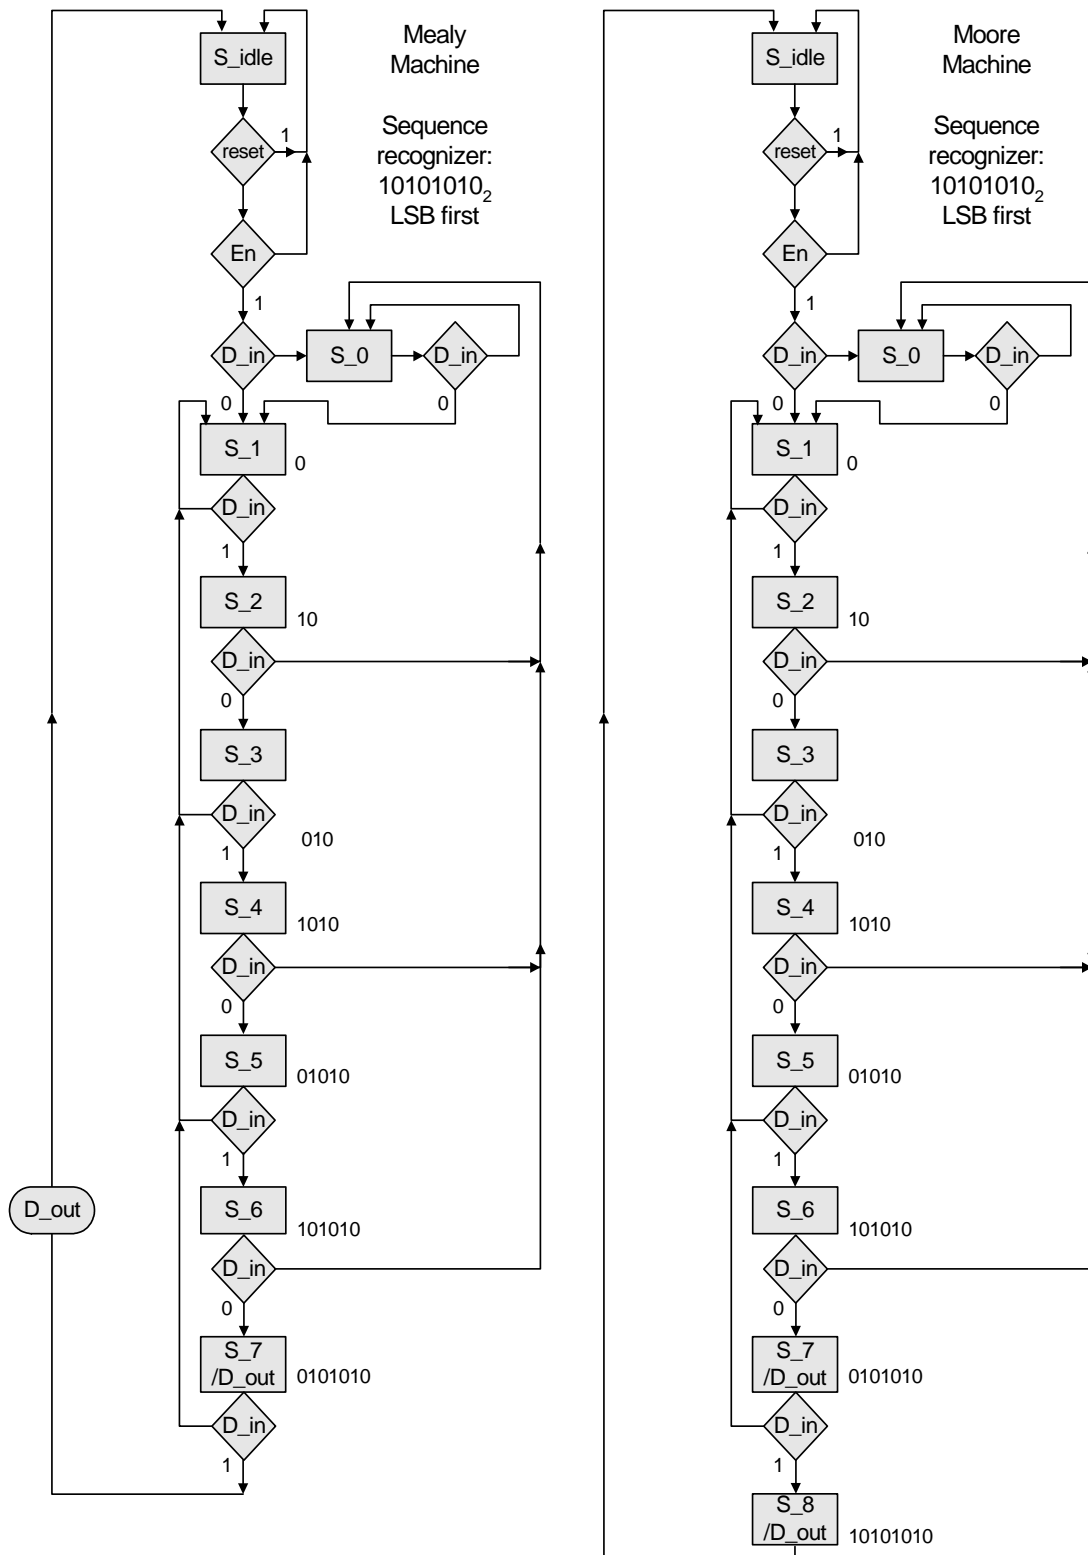 S_idle
Mealy
Machine
Sequence
recognizer:
10101010₂
LSB first
reset
1
En
1
D_in
S_0
D_in
0
0
S_1
0
D_in
1
S_2
10
D_in
0
S_3
D_in
010
1
S_4
1010
D_in
0
S_5
01010
D_in
1
D_out
S_6
101010
D_in
0
S_7
/D_out
0101010
D_in
1
S_idle
Moore
Machine
Sequence
recognizer:
10101010₂
LSB first
reset
1
En
1
D_in
S_0
D_in
0
0
S_1
0
D_in
1
S_2
10
D_in
0
S_3
D_in
010
1
S_4
1010
D_in
0
S_5
01010
D_in
1
S_6
101010
D_in
0
S_7
/D_out
0101010
D_in
1
S_8
/D_out
10101010